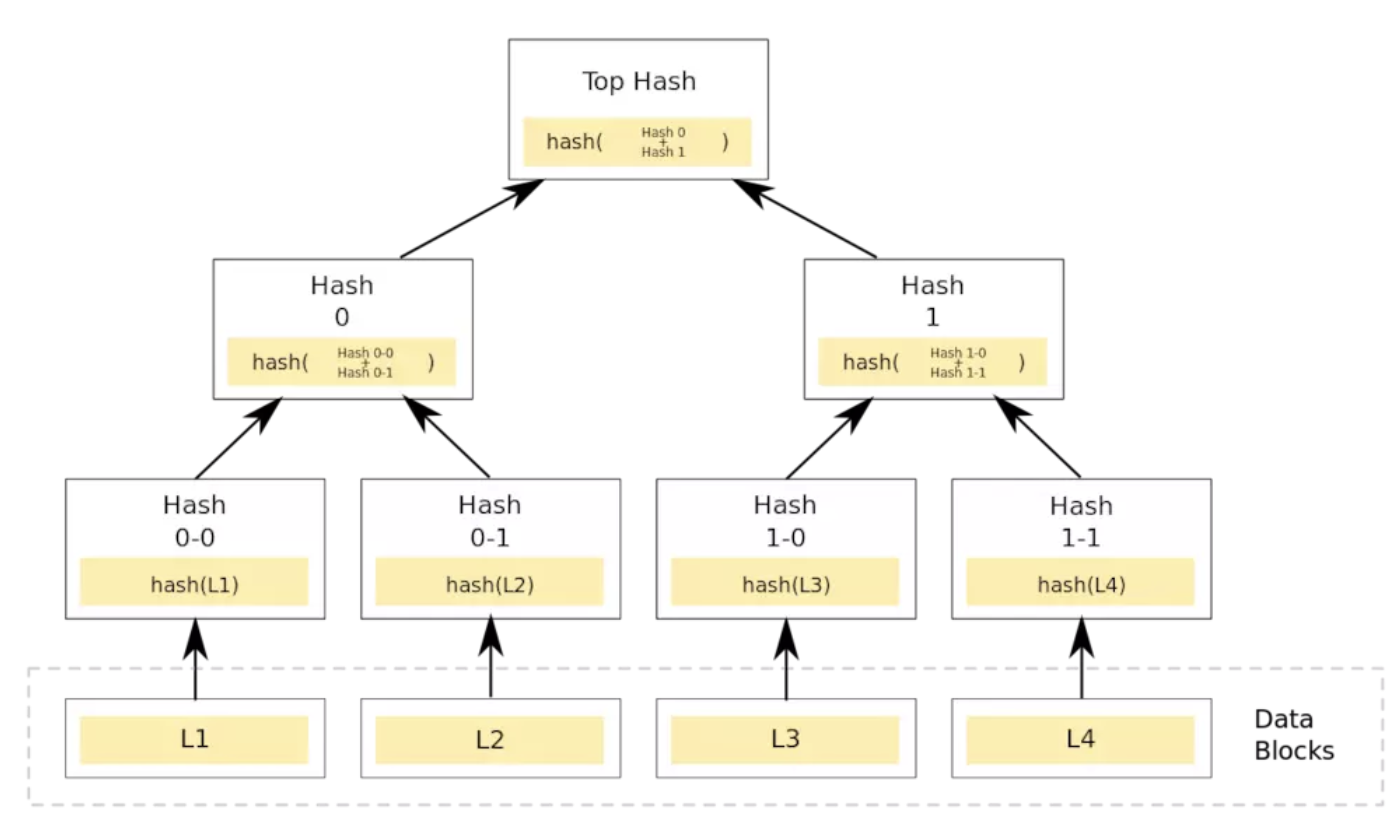 Top Hash
hash( Hash 0 + Hash 1 )
Hash
0
hash( Hash 0-0 + Hash 0-1 )
Hash
1
hash( Hash 1-0 + Hash 1-1 )
Hash
0-0
hash(L1)
Hash
0-1
hash(L2)
Hash
1-0
hash(L3)
Hash
1-1
hash(L4)
L1
L2
L3
L4
Data
Blocks